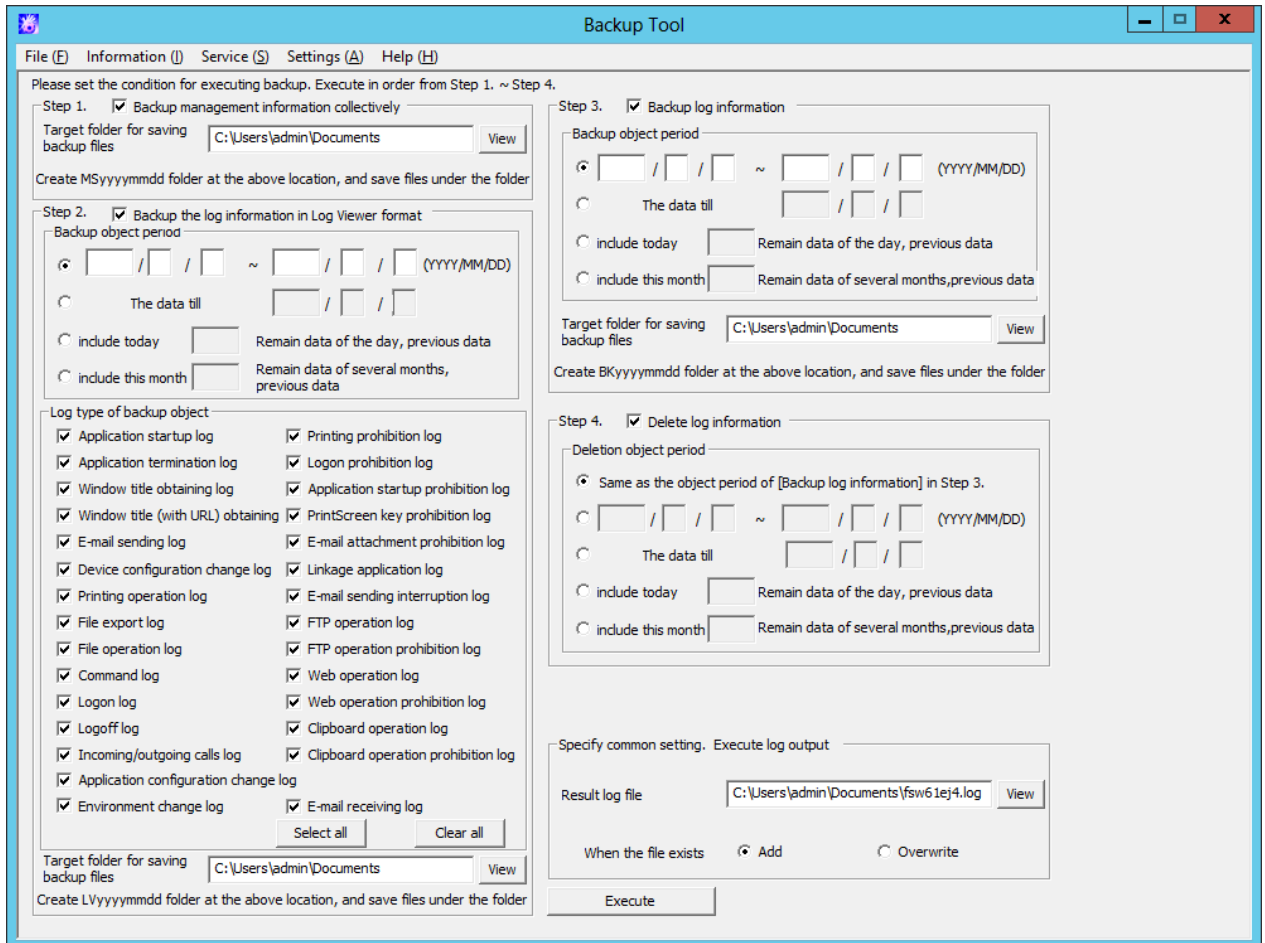 Backup Tool
File (F) Information (I) Service (S) Settings (A) Help (H)
Please set the condition for executing backup. Execute in order from Step 1. ~ Step 4.
Step 1. Backup management information collectively
Target folder for saving
backup files
C:\Users\admin\Documents
View
Create MSyyyymmdd folder at the above location, and save files under the folder
Step 2. Backup the log information in Log Viewer format
Backup object period
/ / ~ / / (YYYY/MM/DD)
The data till / /
include today Remain data of the day, previous data
include this month Remain data of several months,
previous data
Log type of backup object
Application startup log Printing prohibition log
Application termination log Logon prohibition log
Window title obtaining log Application startup prohibition log
Window title (with URL) obtaining PrintScreen key prohibition log
E-mail sending log E-mail attachment prohibition log
Device configuration change log Linkage application log
Printing operation log E-mail sending interruption log
File export log FTP operation log
File operation log FTP operation prohibition log
Command log Web operation log
Logon log Web operation prohibition log
Logoff log Clipboard operation log
Incoming/outgoing calls log Clipboard operation prohibition log
Application configuration change log
Environment change log E-mail receiving log
Select all Clear all
Target folder for saving
backup files
C:\Users\admin\Documents
View
Create LVyyyymmdd folder at the above location, and save files under the folder
Step 3. Backup log information
Backup object period
/ / ~ / / (YYYY/MM/DD)
The data till / /
include today Remain data of the day, previous data
include this month Remain data of several months,previous data
Target folder for saving
backup files
C:\Users\admin\Documents
View
Create BKyyyymmdd folder at the above location, and save files under the folder
Step 4. Delete log information
Deletion object period
Same as the object period of [Backup log information] in Step 3.
/ / ~ / / (YYYY/MM/DD)
The data till / /
include today Remain data of the day, previous data
include this month Remain data of several months,previous data
Specify common setting. Execute log output
Result log file C:\Users\admin\Documents\fsw61ej4.log View
When the file exists Add Overwrite
Execute